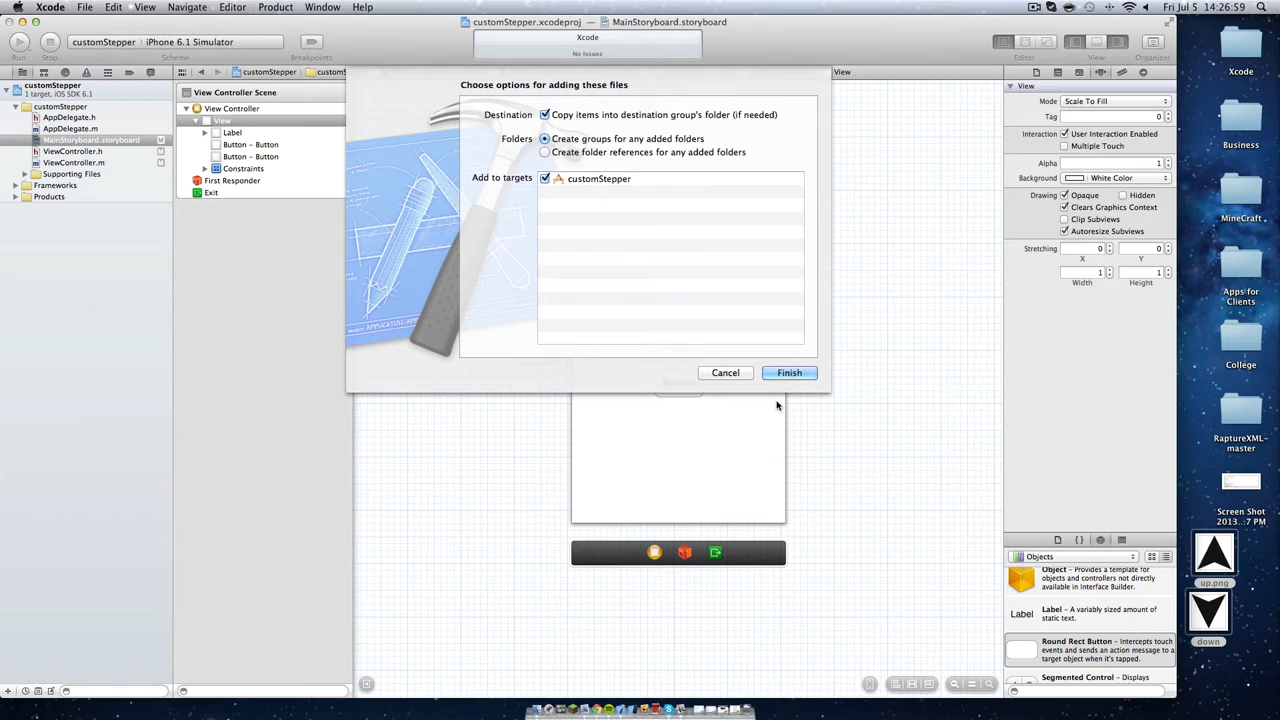 Xcode File Edit View Navigate Editor Product Window Help
Fri Jul 5 14:26:59
customStepper.xcodeproj
MainStoryboard.storyboard
Run Stop
customStepper
iPhone 6.1 Simulator
Scheme
Breakpoints
Xcode
No Issues
Editor
View
Organizer
customStepper
View
customStepper
1 target, iOS SDK 6.1
customStepper
AppDelegate.h
AppDelegate.m
MainStoryboard.storyboard M
ViewController.h M
ViewController.m M
Supporting Files
Frameworks
Products
View Controller Scene
View Controller
View
Label
Button – Button
Button – Button
Constraints
First Responder
Exit
Choose options for adding these files
Destination Copy items into destination group's folder (if needed)
Folders Create groups for any added folders
Create folder references for any added folders
Add to targets customStepper
Cancel Finish
View
Mode Scale To Fill
Tag 0
Interaction User Interaction Enabled
Multiple Touch
Alpha 1
Background White Color
Drawing Opaque Hidden
Clears Graphics Context
Clip Subviews
Autoresize Subviews
Stretching 0 0
X Y
1 1
Width Height
Objects
Object – Provides a template for
objects and controllers not directly
available in Interface Builder.
Label
Label – A variably sized amount of
static text.
Round Rect Button – Intercepts touch
events and sends an action message to a
target object when it's tapped.
Segmented Control – Displays
Xcode
Business
MineCraft
Apps for
Clients
College
RaptureXML-
master
Screen Shot
2013...7 PM
up.png
down